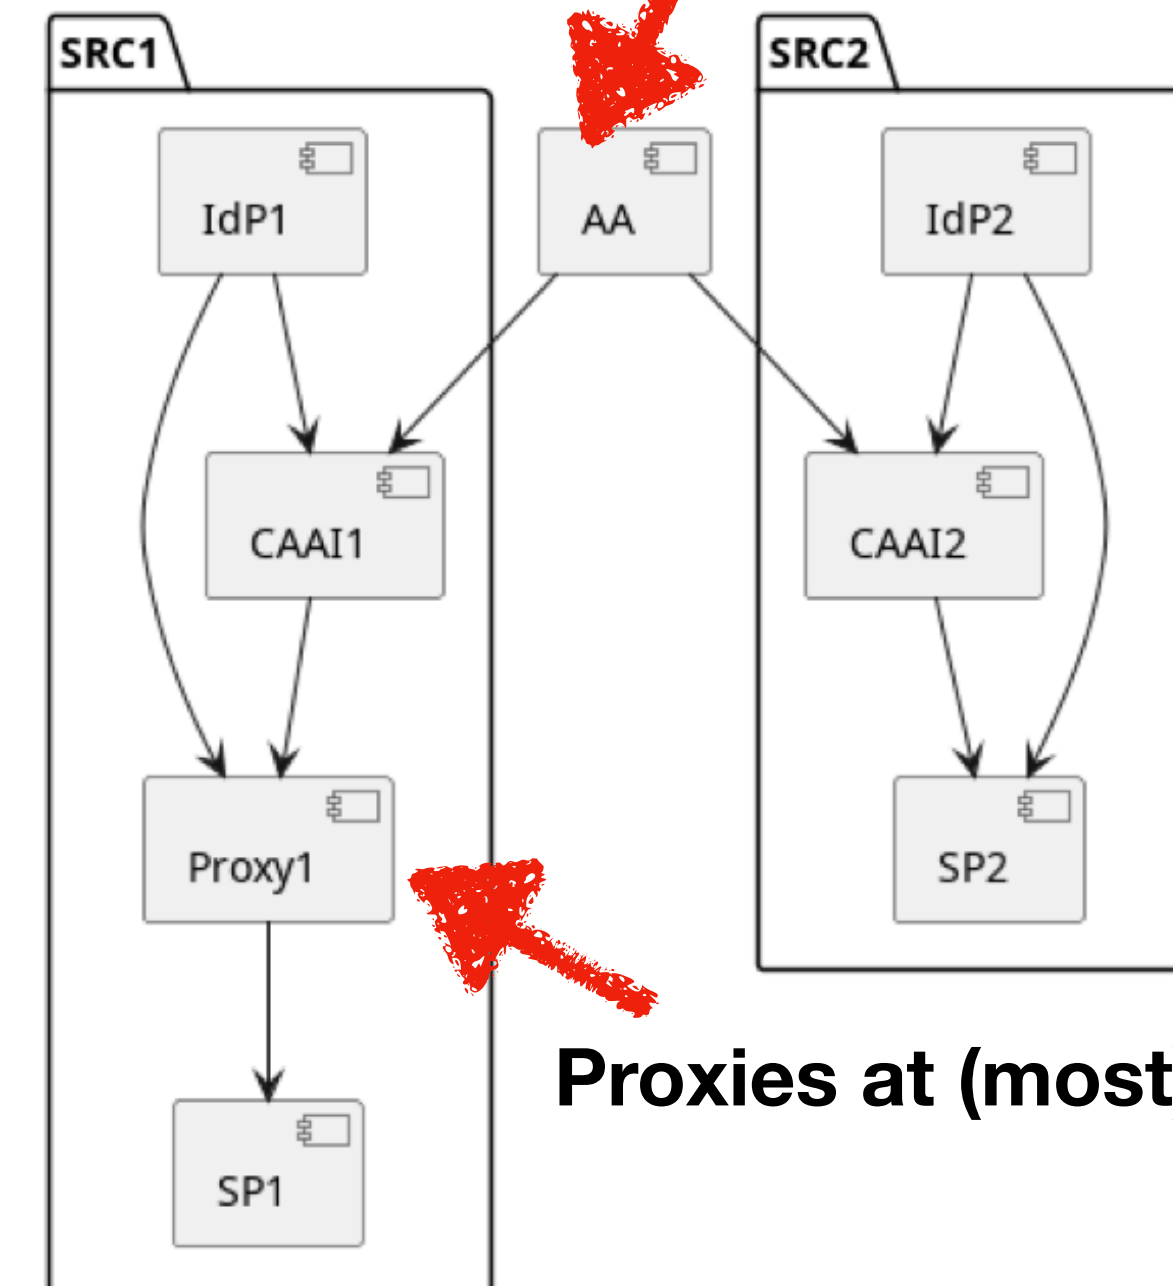 SRC1
SRC2
IdP1
AA
IdP2
CAAI1
CAAI2
Proxy1
SP2
Proxies at (most
SP1